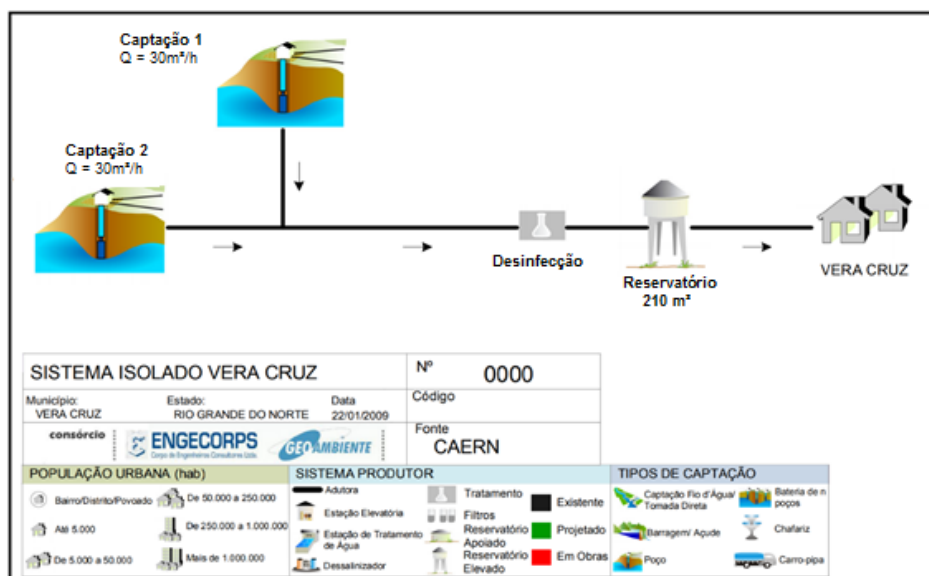 Captação 1
Q = 30m³/h
Captação 2
Q = 30m³/h
Desinfecção
Reservatório
210 m³
VERA CRUZ
SISTEMA ISOLADO VERA CRUZ
Nº 0000
Município:
VERA CRUZ
Estado:
RIO GRANDE DO NORTE
Data
22/01/2009
Código
consórcio
ENGECORPS
Corpo de Engenheiros Consultores Ltda.
GEOAMBIENTE
Fonte
CAERN
POPULAÇÃO URBANA (hab)
Bairro/Distrito/Povoado
Até 5.000
De 5.000 a 50.000
De 50.000 a 250.000
De 250.000 a 1.000.000
Mais de 1.000.000
SISTEMA PRODUTOR
Adutora
Estação Elevatória
Estação de Tratamento
de Água
Dessalinizador
Tratamento
Filtros
Reservatório
Apoiado
Reservatório
Elevado
Existente
Projetado
Em Obras
TIPOS DE CAPTAÇÃO
Captação Fio d'Água/
Tomada Direta
Barragem/ Açude
Poço
Bateria de n
poços
Chafariz
Carro-pipa